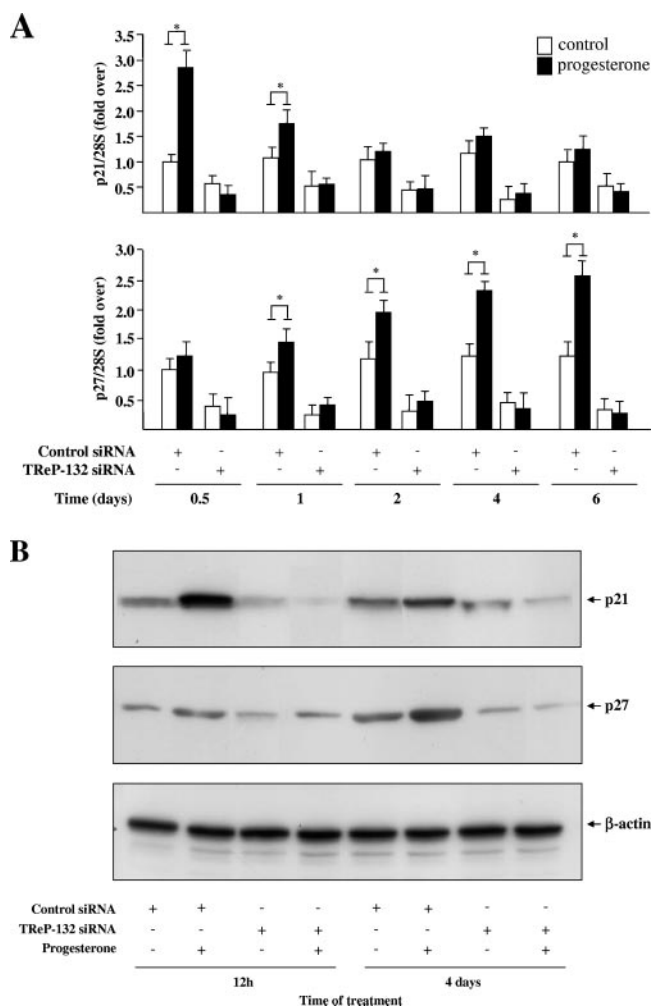 A
control
progesterone
p21/28S (fold over)
3.5
3.0
2.5
2.0
1.5
1.0
0.5
* *
p27/28S (fold over)
2.5
2.0
1.5
1.0
0.5
* * * *
Control siRNA + - + - + - + - + -
TReP-132 siRNA - + - + - + - + - +
Time (days) 0.5 1 2 4 6
B
p21
p27
β-actin
Control siRNA + + - - + + - -
TReP-132 siRNA - - + + - - + +
Progesterone - + - + - + - +
12h 4 days
Time of treatment